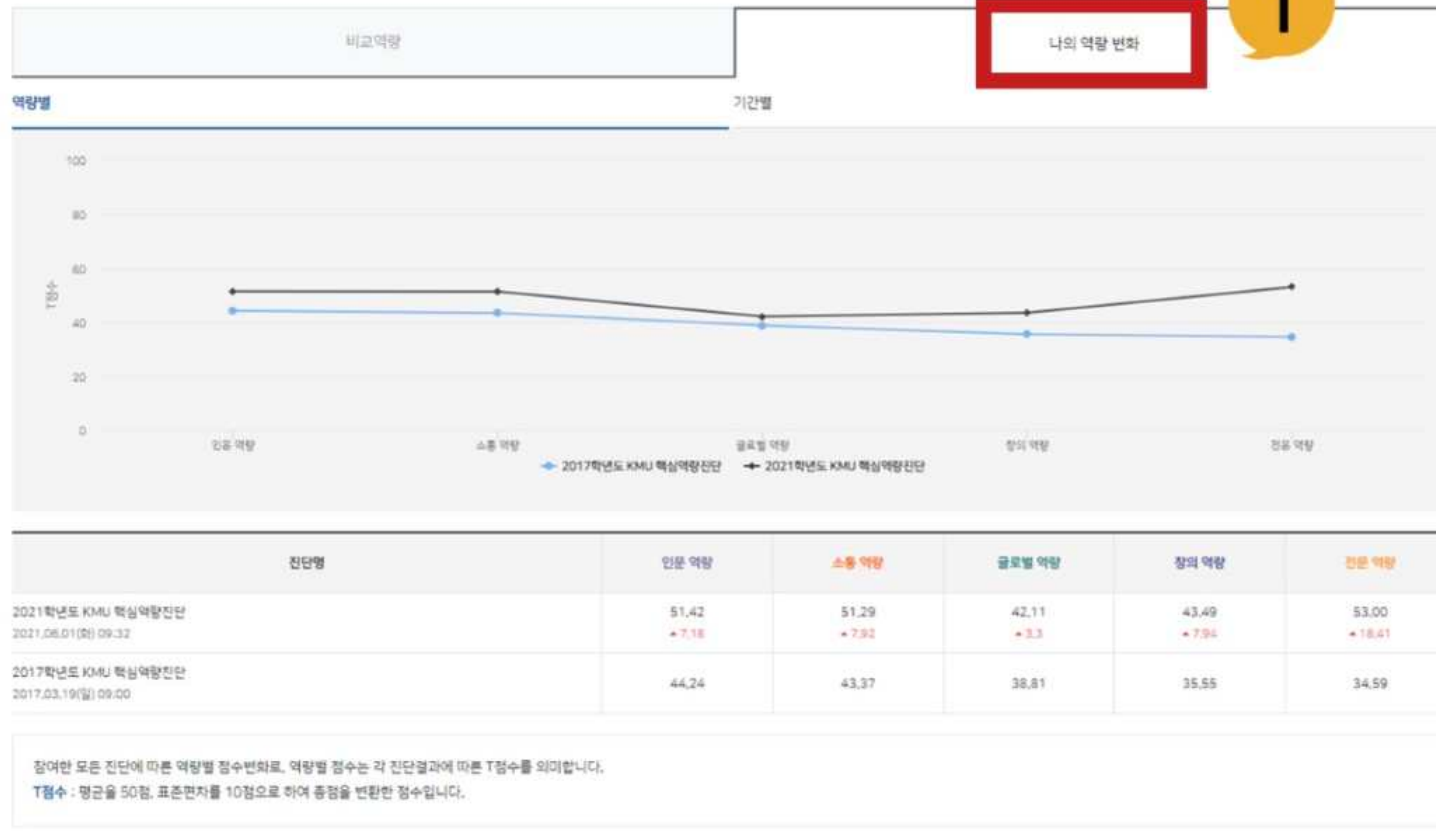 비교역량
나의 역량 변화
1
역량별
기간별
100
80
60
40
20
0
T점수
인문 역량 소통 역량 글로벌 역량 창의 역량 전문 역량
2017학년도 KMU 핵심역량진단 2021학년도 KMU 핵심역량진단
진단명 인문 역량 소통 역량 글로벌 역량 창의 역량 전문 역량
2021학년도 KMU 핵심역량진단 51,42 51,29 42,11 43,49 53,00
2021,06,01(화) 09:32 ▲7,18 ▲7,92 ▲3,3 ▲7,94 ▲18,41
2017학년도 KMU 핵심역량진단
2017,03,19(일) 09:00 44,24 43,37 38,81 35,55 34,59
참여한 모든 진단에 따른 역량별 점수변화로, 역량별 점수는 각 진단결과에 따른 T점수를 의미합니다.
T점수 : 평균을 50점, 표준편차를 10점으로 하여 총점을 변환한 점수입니다.